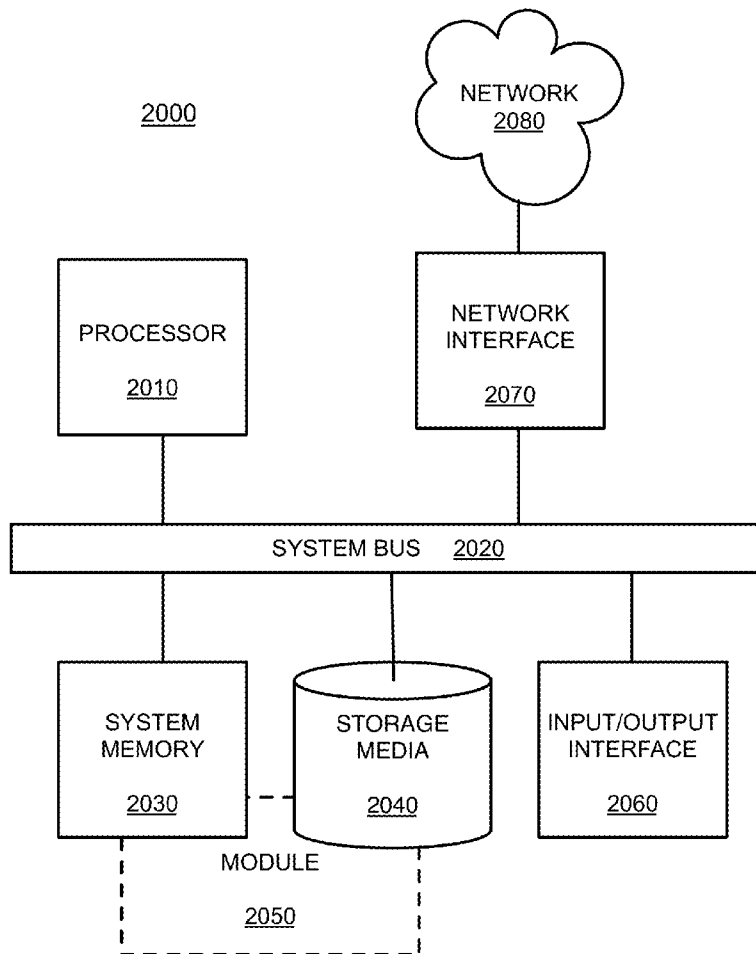 2000
NETWORK
2080
PROCESSOR
2010
NETWORK
INTERFACE
2070
SYSTEM BUS 2020
SYSTEM
MEMORY
2030
STORAGE
MEDIA
2040
INPUT/OUTPUT
INTERFACE
2060
MODULE
2050